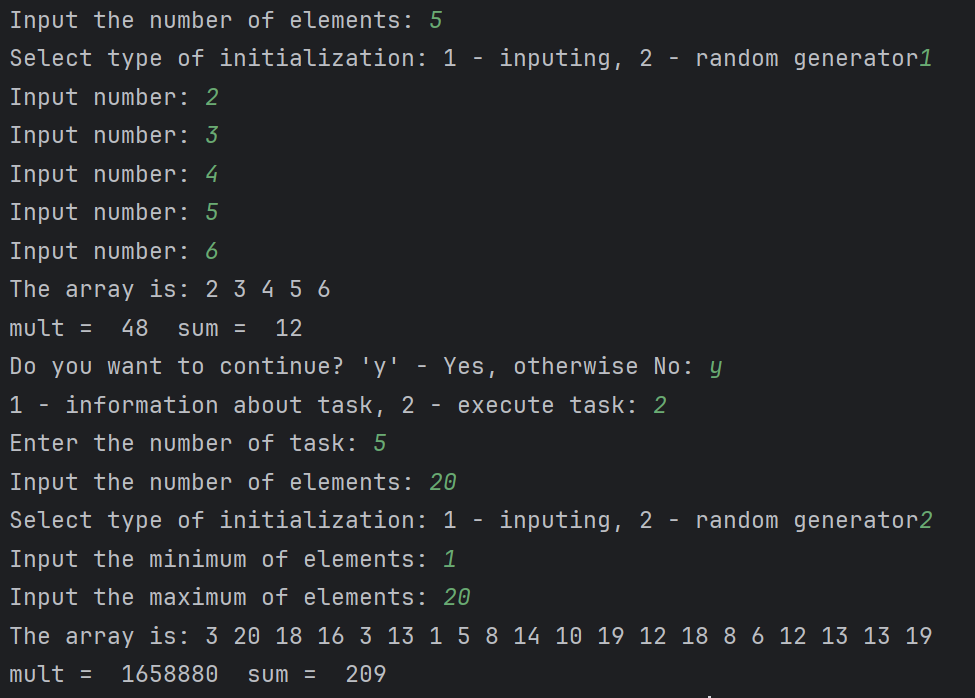 Input the number of elements: 5
Select type of initialization: 1 - inputing, 2 - random generator1
Input number: 2
Input number: 3
Input number: 4
Input number: 5
Input number: 6
The array is: 2 3 4 5 6
mult =  48  sum =  12
Do you want to continue? 'y' - Yes, otherwise No: y
1 - information about task, 2 - execute task: 2
Enter the number of task: 5
Input the number of elements: 20
Select type of initialization: 1 - inputing, 2 - random generator2
Input the minimum of elements: 1
Input the maximum of elements: 20
The array is: 3 20 18 16 3 13 1 5 8 14 10 19 12 18 8 6 12 13 13 19
mult =  1658880  sum =  209